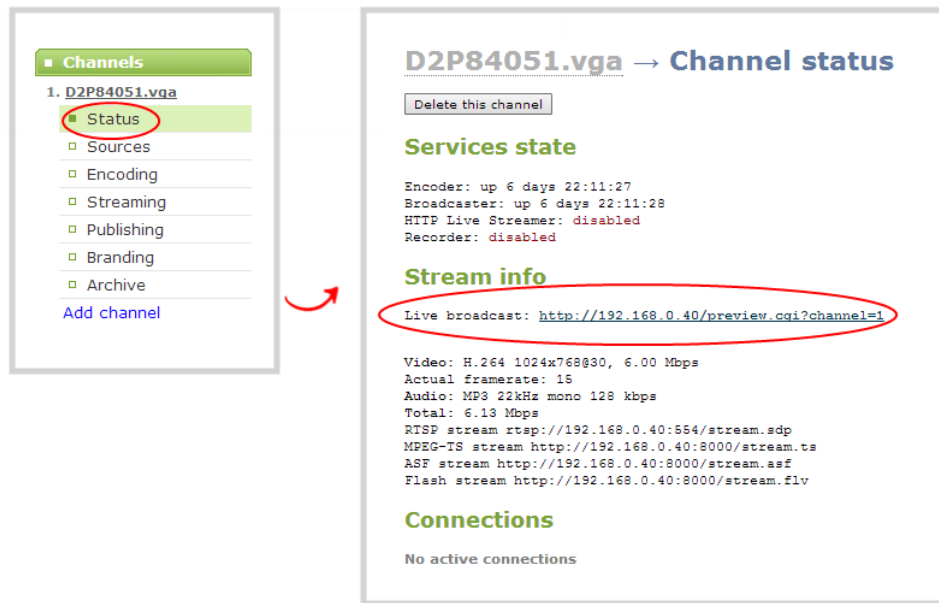 Channels
1. D2P84051.vga
Status
Sources
Encoding
Streaming
Publishing
Branding
Archive
Add channel
D2P84051.vga → Channel status
Delete this channel
Services state
Encoder: up 6 days 22:11:27
Broadcaster: up 6 days 22:11:28
HTTP Live Streamer: disabled
Recorder: disabled
Stream info
Live broadcast: http://192.168.0.40/preview.cgi?channel=1
Video: H.264 1024x768@30, 6.00 Mbps
Actual framerate: 15
Audio: MP3 22kHz mono 128 kbps
Total: 6.13 Mbps
RTSP stream rtsp://192.168.0.40:554/stream.sdp
MPEG-TS stream http://192.168.0.40:8000/stream.ts
ASF stream http://192.168.0.40:8000/stream.asf
Flash stream http://192.168.0.40:8000/stream.flv
Connections
No active connections